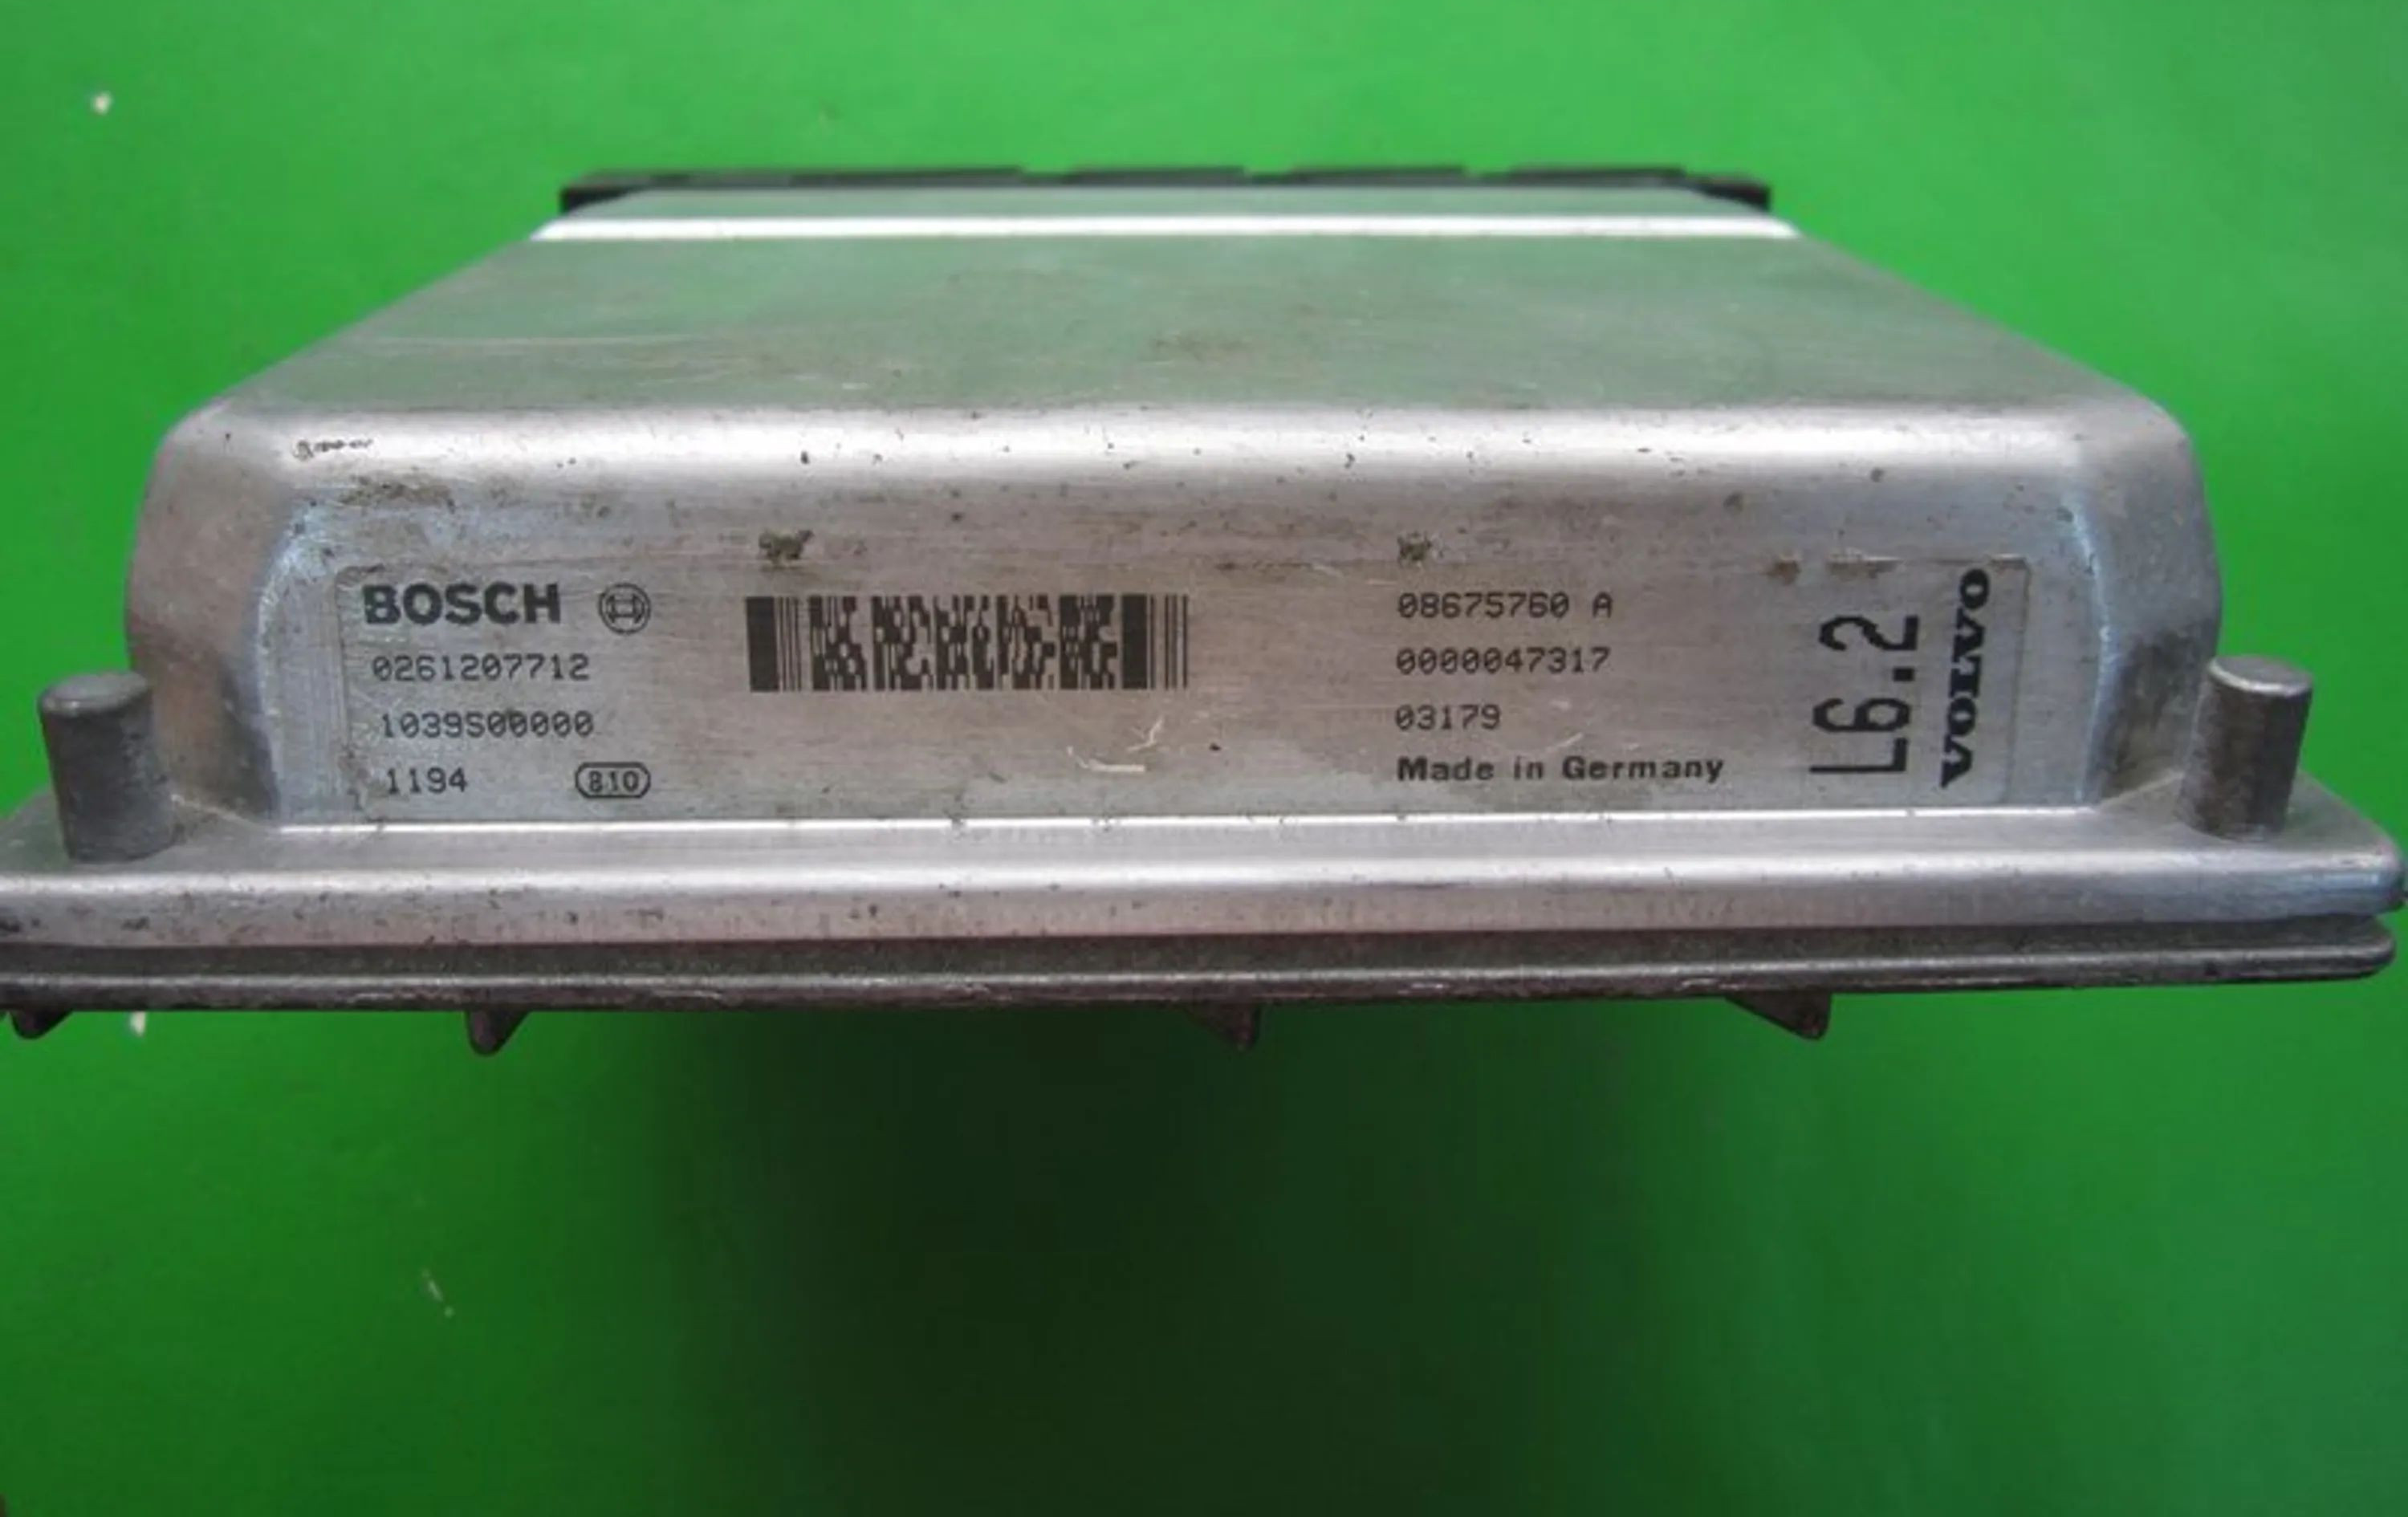 BOSCH
0261207712
1039S00000
1194 810
08675760 A
0000047317
03179
Made in Germany
L6.2
VOLVO